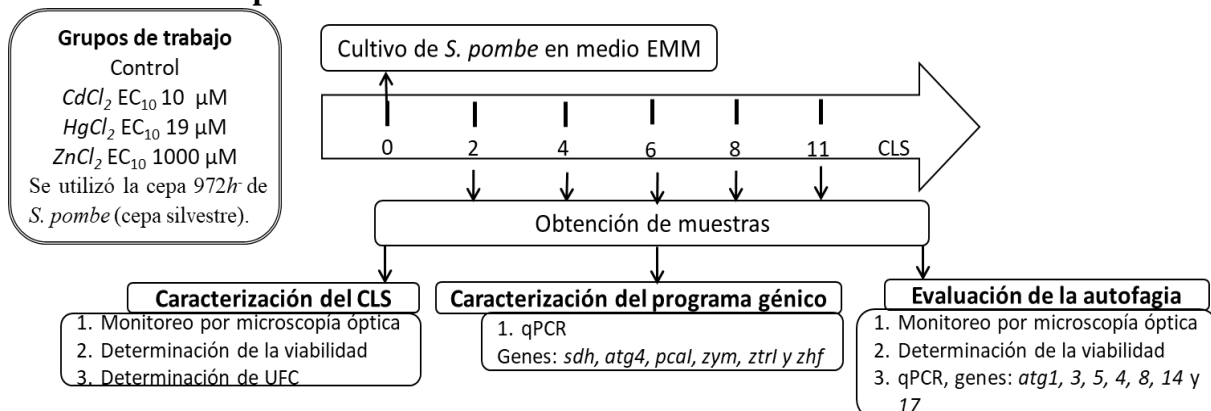 Grupos de trabajo
Control
CdCl₂ EC₁₀ 10 µM
HgCl₂ EC₁₀ 19 µM
ZnCl₂ EC₁₀ 1000 µM
Se utilizó la cepa 972h⁻ de
S. pombe (cepa silvestre).
Cultivo de S. pombe en medio EMM
0 2 4 6 8 11 CLS
Obtención de muestras
Caracterización del CLS
1. Monitoreo por microscopía óptica
2. Determinación de la viabilidad
3. Determinación de UFC
Caracterización del programa génico
1. qPCR
Genes: sdh, atg4, pcaI, zym, ztrI y zhf
Evaluación de la autofagia
1. Monitoreo por microscopía óptica
2. Determinación de la viabilidad
3. qPCR, genes: atg1, 3, 5, 4, 8, 14 y
17